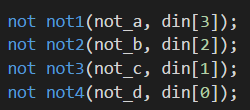 not not1(not_a, din[3]);
not not2(not_b, din[2]);
not not3(not_c, din[1]);
not not4(not_d, din[0]);